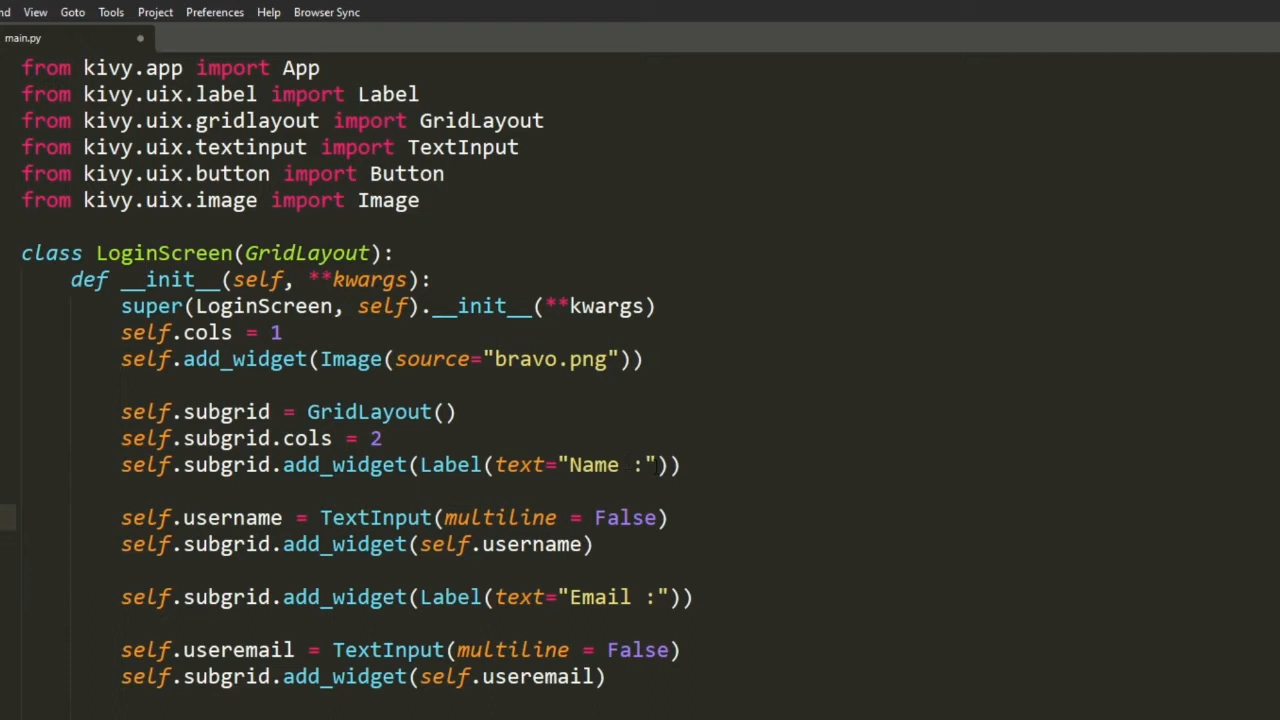 nd View Goto Tools Project Preferences Help Browser Sync
main.py
from kivy.app import App
from kivy.uix.label import Label
from kivy.uix.gridlayout import GridLayout
from kivy.uix.textinput import TextInput
from kivy.uix.button import Button
from kivy.uix.image import Image
class LoginScreen(GridLayout):
def __init__(self, **kwargs):
super(LoginScreen, self).__init__(**kwargs)
self.cols = 1
self.add_widget(Image(source="bravo.png"))
self.subgrid = GridLayout()
self.subgrid.cols = 2
self.subgrid.add_widget(Label(text="Name :"))
self.username = TextInput(multiline = False)
self.subgrid.add_widget(self.username)
self.subgrid.add_widget(Label(text="Email :"))
self.useremail = TextInput(multiline = False)
self.subgrid.add_widget(self.useremail)